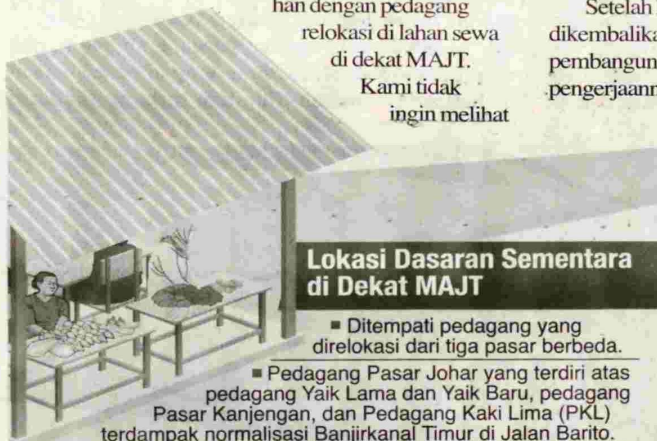 han dengan pedagang
relokasi di lahan sewa
di dekat MAJT.
Kami tidak
ingin melihat
Setelah
dikembalika
pembangun
pengerjaann
Lokasi Dasaran Sementara
di Dekat MAJT
▪ Ditempati pedagang yang
direlokasi dari tiga pasar berbeda.
▪ Pedagang Pasar Johar yang terdiri atas
pedagang Yaik Lama dan Yaik Baru, pedagang
Pasar Kanjengan, dan Pedagang Kaki Lima (PKL)
terdampak normalisasi Banjirkanal Timur di Jalan Barito.